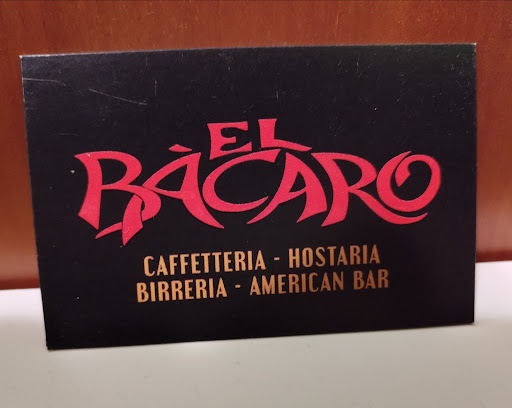 EL
BÀCARO
CAFFETTERIA - HOSTARIA
BIRRERIA - AMERICAN BAR